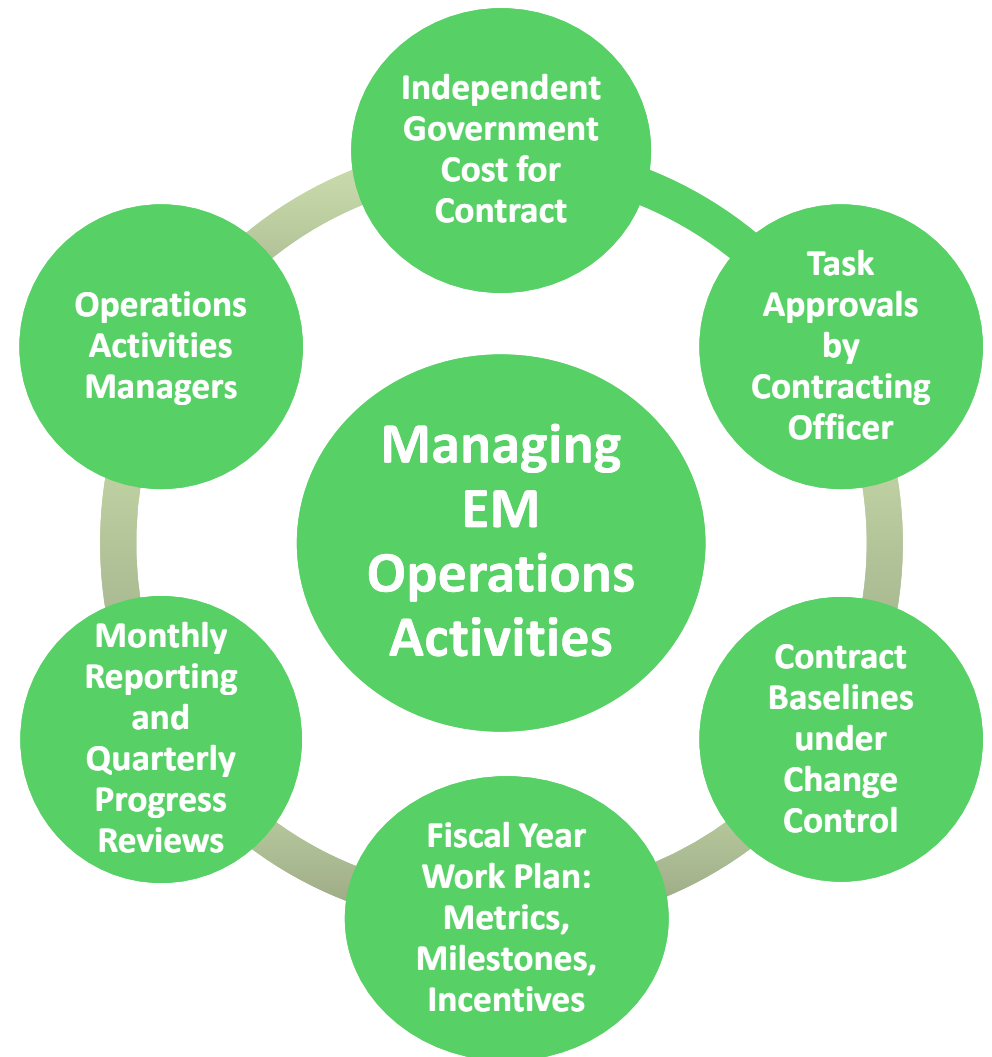 Independent
Government
Cost for
Contract
Task
Approvals
by
Contracting
Officer
Contract
Baselines
under
Change
Control
Fiscal Year
Work Plan:
Metrics,
Milestones,
Incentives
Monthly
Reporting
and
Quarterly
Progress
Reviews
Operations
Activities
Managers
Managing
EM
Operations
Activities